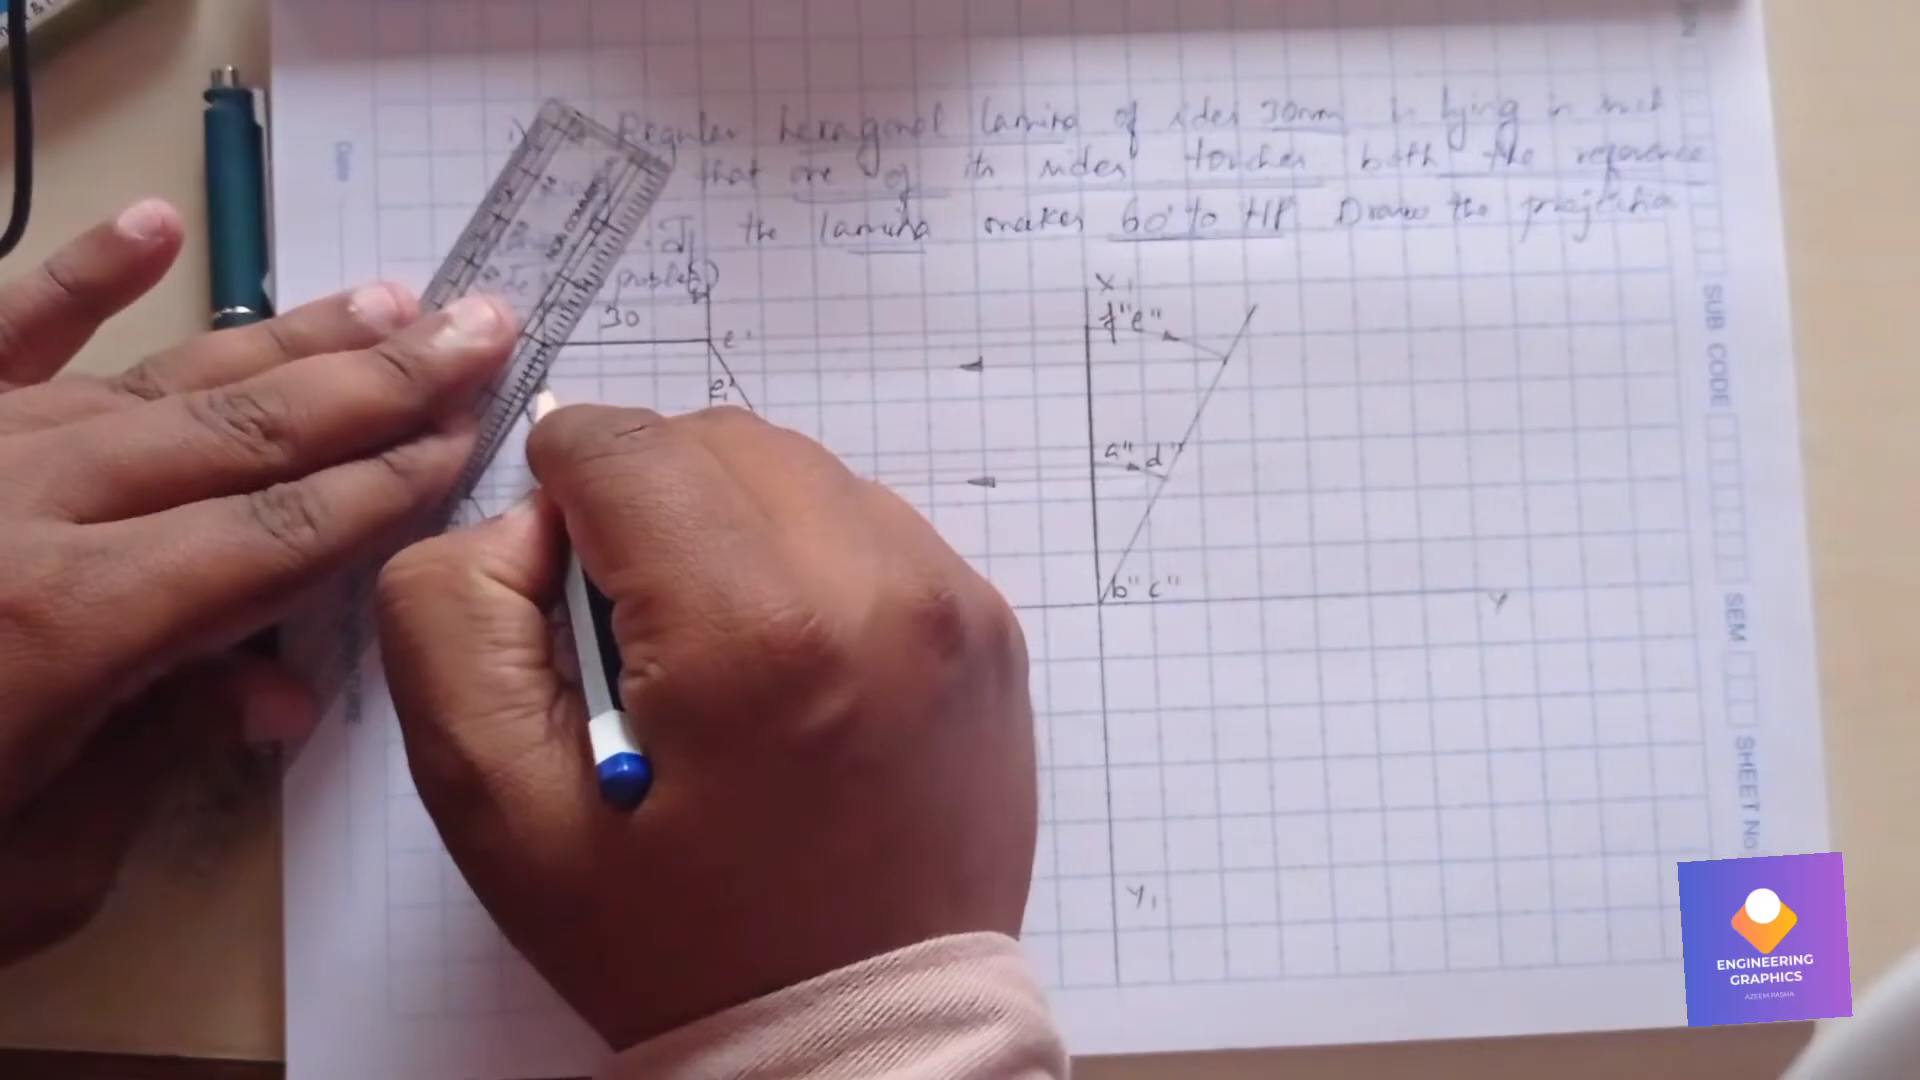 1) Regular hexagonal lamina of sides 30mm is lying in such
that one of its sides touches both the reference
. If the lamina makes 60° to HP Draw the projection
problem)
X1
30
f"e"
e'
e1'
a" d"
b" c"
Y
Y1
SUB CODE
SEM
SHEET No.
ENGINEERING
GRAPHICS
AZEEM PASHA